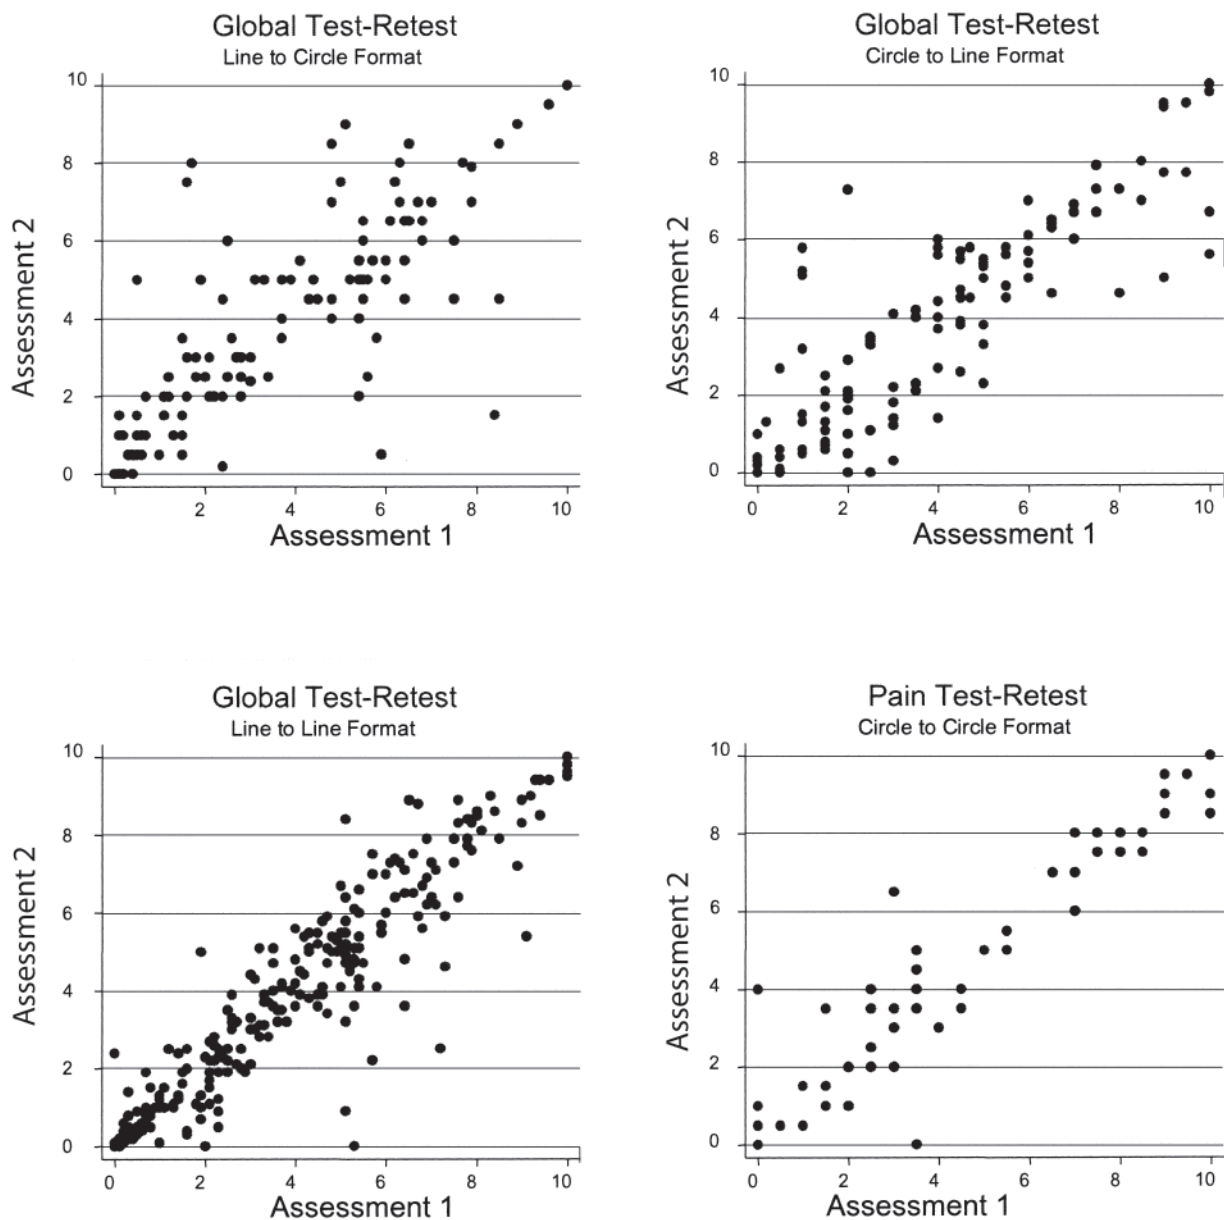 Global Test-Retest
Line to Circle Format
10
8
6
4
2
0
Assessment 2
2
4
6
8
10
Assessment 1
Global Test-Retest
Circle to Line Format
10
8
6
4
2
0
Assessment 2
0
2
4
6
8
10
Assessment 1
Global Test-Retest
Line to Line Format
10
8
6
4
2
0
Assessment 2
0
2
4
6
8
10
Assessment 1
Pain Test-Retest
Circle to Circle Format
10
8
6
4
2
0
Assessment 2
0
2
4
6
8
10
Assessment 1